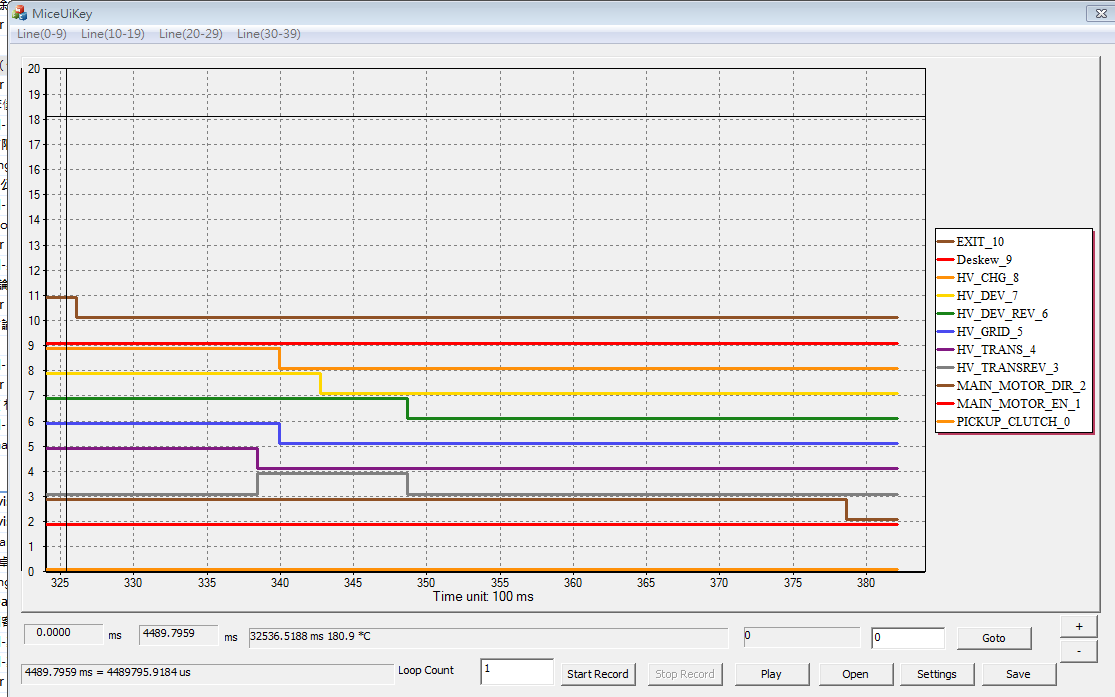 MiceUiKey
Line(0-9) Line(10-19) Line(20-29) Line(30-39)
20
19
18
17
16
15
14
13
12
11
10
9
8
7
6
5
4
3
2
1
0
325 330 335 340 345 350 355 360 365 370 375 380
Time unit: 100 ms
EXIT_10
Deskew_9
HV_CHG_8
HV_DEV_7
HV_DEV_REV_6
HV_GRID_5
HV_TRANS_4
HV_TRANSREV_3
MAIN_MOTOR_DIR_2
MAIN_MOTOR_EN_1
PICKUP_CLUTCH_0
0.0000 ms 4489.7959 ms 32536.5188 ms 180.9 *C 0 0 Goto +
-
4489.7959 ms = 4489795.9184 us Loop Count 1 Start Record Stop Record Play Open Settings Save